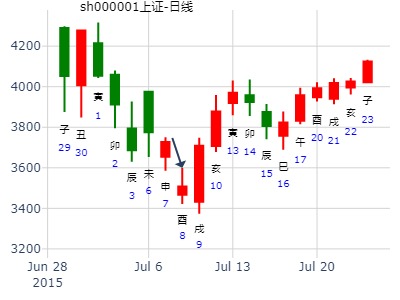 sh000001上证-日线
4200
4000
3800
3600
3400
3200
子
29
丑
30
寅
1
卯
2
辰
3
未
6
申
7
酉
8
戌
9
亥
10
寅
13
卯
14
辰
15
巳
16
午
17
酉
20
戌
21
亥
22
子
23
Jun 28
2015
Jul 6
Jul 13
Jul 20